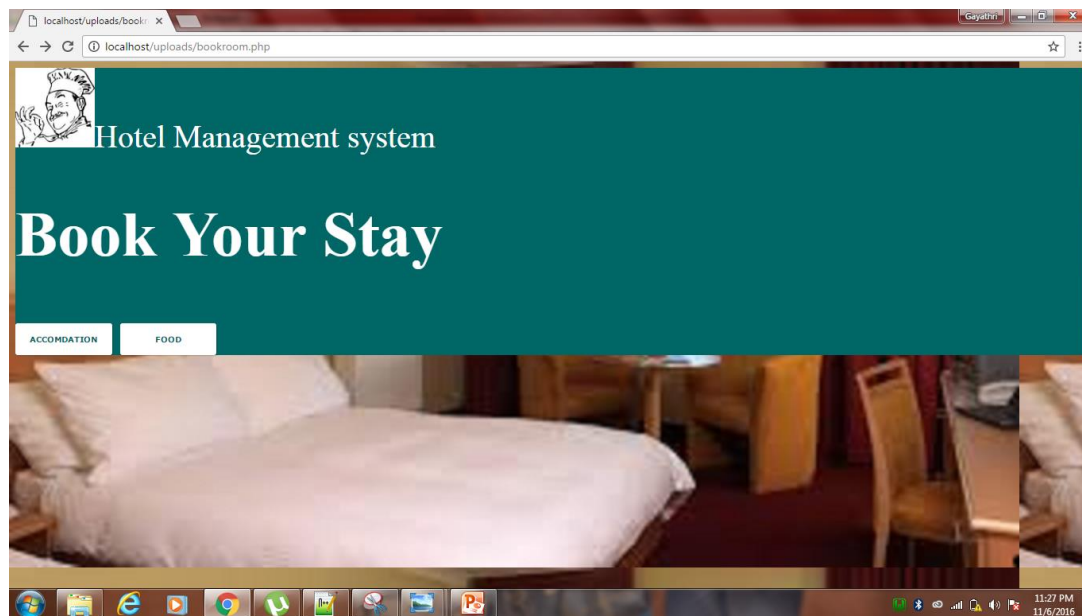 localhost/uploads/book
Gayathri
localhost/uploads/bookroom.php
Hotel Management system
Book Your Stay
ACCOMDATION
FOOD
11:27 PM
11/6/2016